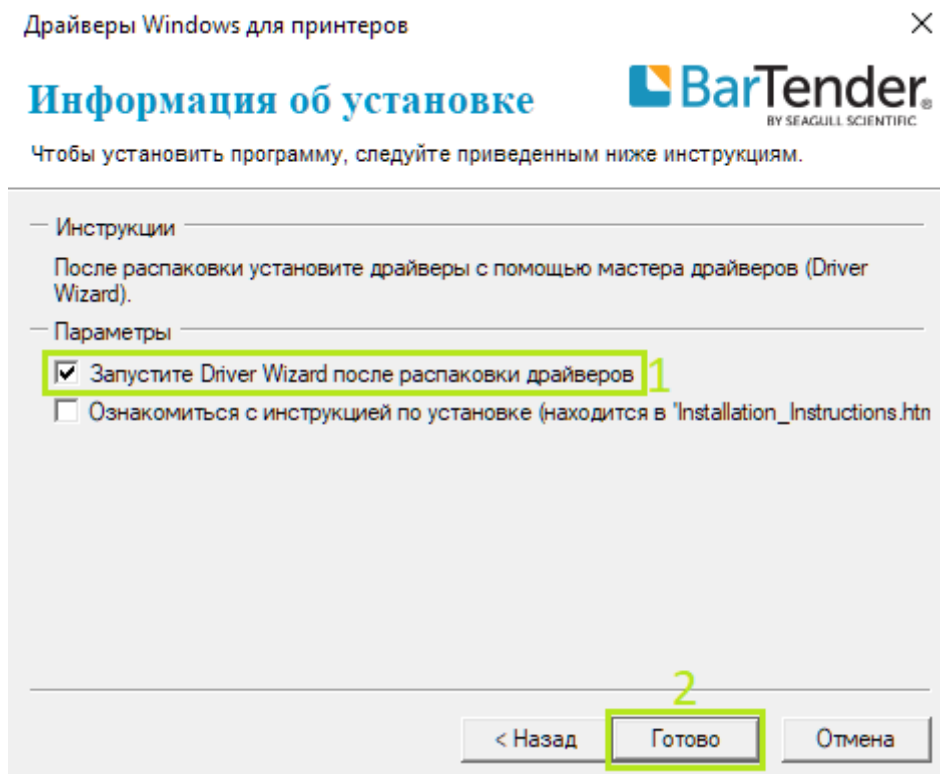 Драйверы Windows для принтеров
Информация об установке
BarTender®
BY SEAGULL SCIENTIFIC
Чтобы установить программу, следуйте приведенным ниже инструкциям.
Инструкции
После распаковки установите драйверы с помощью мастера драйверов (Driver
Wizard).
Параметры
Запустите Driver Wizard после распаковки драйверов 1
Ознакомиться с инструкцией по установке (находится в 'Installation_Instructions.htm
2
< Назад Готово Отмена